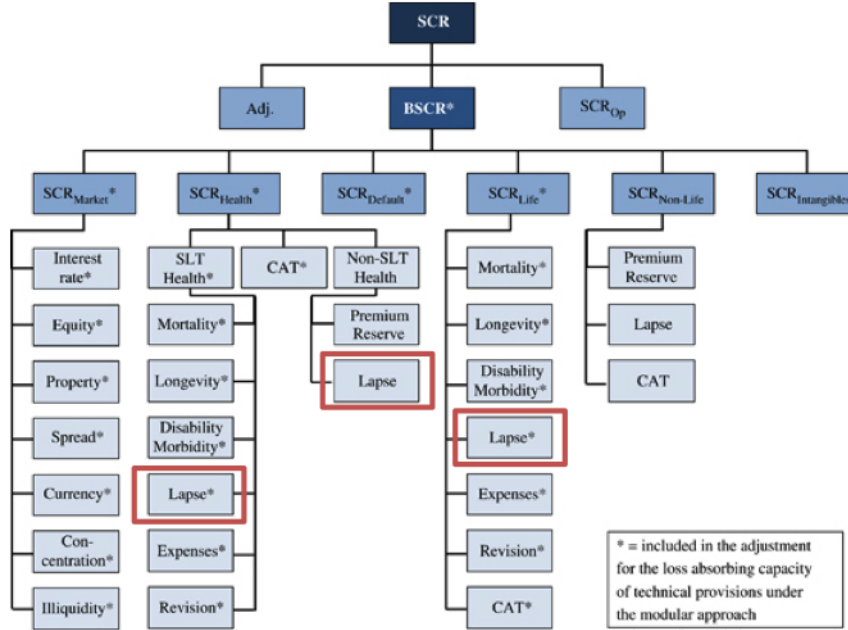 SCR
Adj.
BSCR*
SCROp
SCRMarket*
SCRHealth*
SCRDefault*
SCRLife*
SCRNon-Life
SCRIntangibles
Interest
rate*
Equity*
Property*
Spread*
Currency*
Con-
centration*
Illiquidity*
SLT
Health*
CAT*
Non-SLT
Health
Mortality*
Longevity*
Disability
Morbidity*
Lapse*
Expenses*
Revision*
Premium
Reserve
Lapse
Mortality*
Longevity*
Disability
Morbidity*
Lapse*
Expenses*
Revision*
CAT*
Premium
Reserve
Lapse
CAT
* = included in the adjustment
for the loss absorbing capacity
of technical provisions under
the modular approach